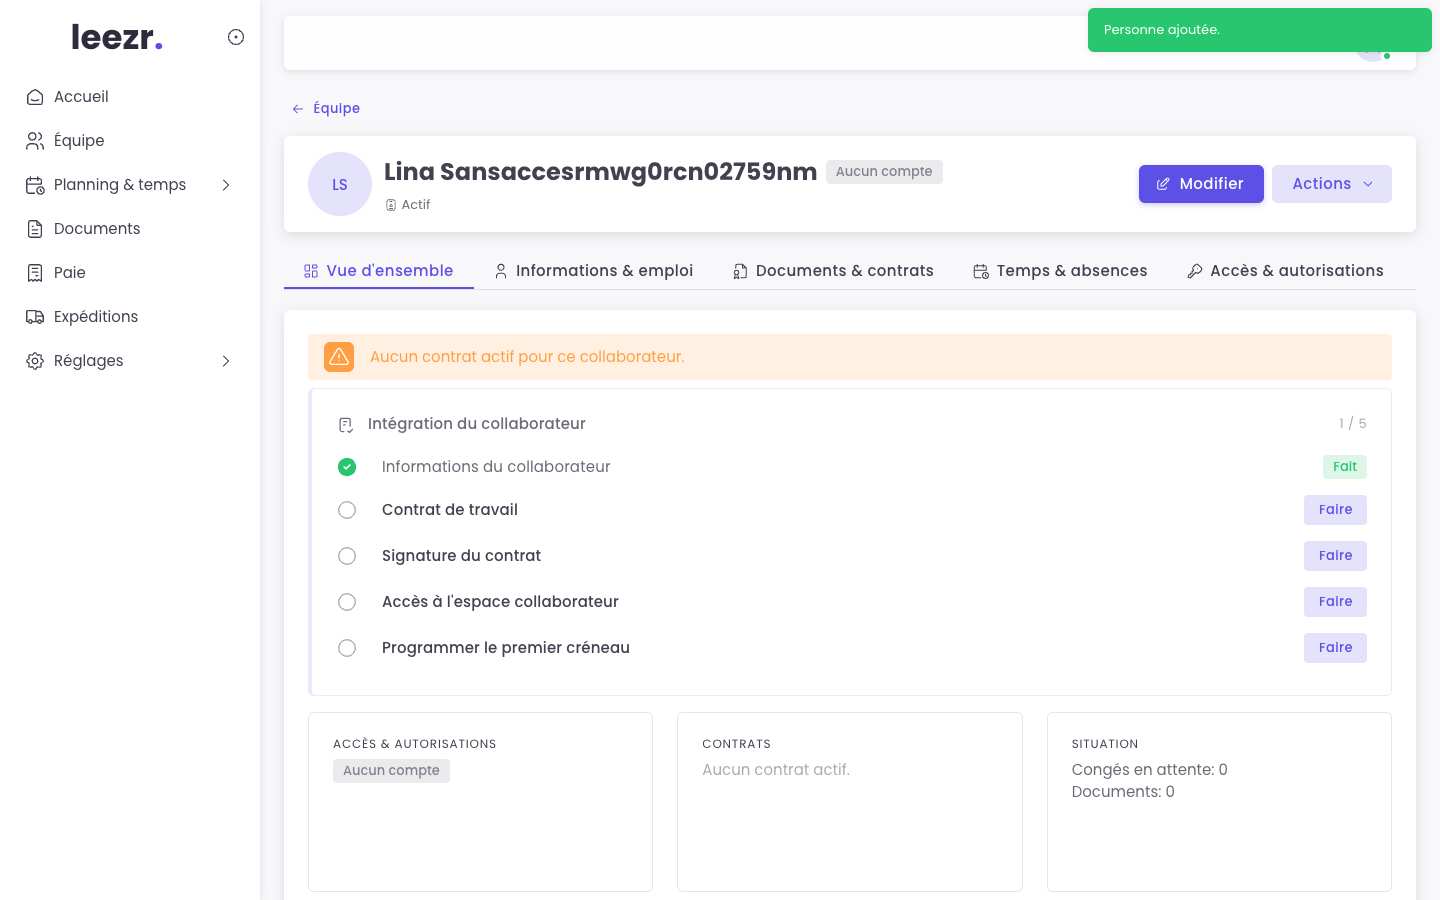 leezr.
Personne ajoutée.
Accueil
Équipe
Planning & temps
Documents
Paie
Expéditions
Réglages
Équipe
LS
Lina Sansaccesrmwg0rcn02759nm
Aucun compte
Actif
Modifier
Actions
Vue d'ensemble
Informations & emploi
Documents & contrats
Temps & absences
Accès & autorisations
Aucun contrat actif pour ce collaborateur.
Intégration du collaborateur
1 / 5
Informations du collaborateur
Fait
Contrat de travail
Faire
Signature du contrat
Faire
Accès à l'espace collaborateur
Faire
Programmer le premier créneau
Faire
ACCÈS & AUTORISATIONS
Aucun compte
CONTRATS
Aucun contrat actif.
SITUATION
Congés en attente: 0
Documents: 0